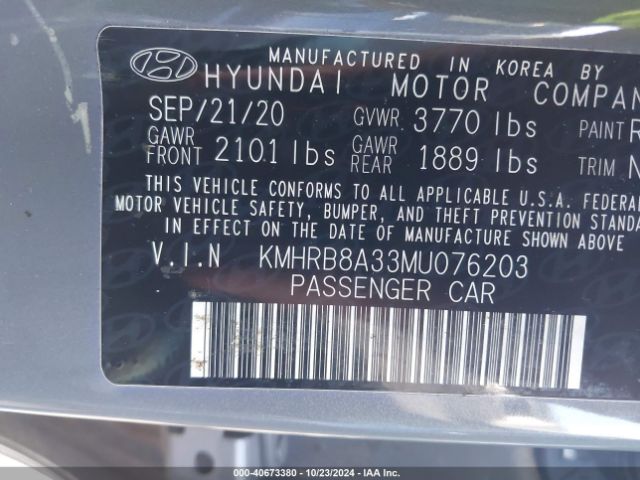 MANUFACTURED IN KOREA BY
HYUNDAI MOTOR COMPAN
SEP/21/20 GVWR 3770 lbs PAINT R
GAWR FRONT 2101 lbs GAWR REAR 1889 lbs TRIM N
THIS VEHICLE CONFORMS TO ALL APPLICABLE U.S.A. FEDERAL
MOTOR VEHICLE SAFETY, BUMPER, AND THEFT PREVENTION STANDA
IN EFFECT ON THE DATE OF MANUFACTURE SHOWN ABOVE
V.I.N KMHRB8A33MU076203
PASSENGER CAR
000-40673380 | 10/23/2024 | IAA Inc.